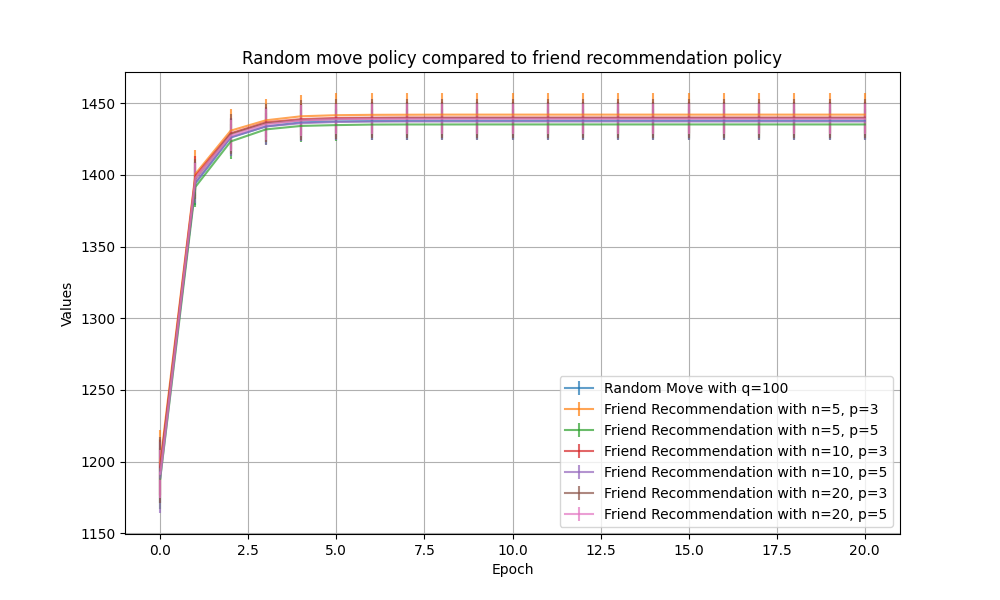 Random move policy compared to friend recommendation policy
Values
1450
1400
1350
1300
1250
1200
1150
Random Move with q=100
Friend Recommendation with n=5, p=3
Friend Recommendation with n=5, p=5
Friend Recommendation with n=10, p=3
Friend Recommendation with n=10, p=5
Friend Recommendation with n=20, p=3
Friend Recommendation with n=20, p=5
0.0 2.5 5.0 7.5 10.0 12.5 15.0 17.5 20.0
Epoch